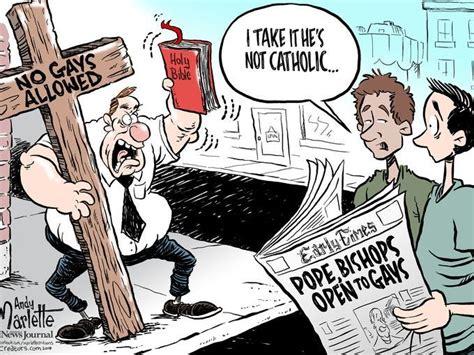 NO GAYS
ALLOWED
Holy
Bible
I TAKE IT HE'S
NOT CATHOLIC...
Early Times
POPE, BISHOPS
OPEN TO GAYS
Andy
Marlette
News Journal